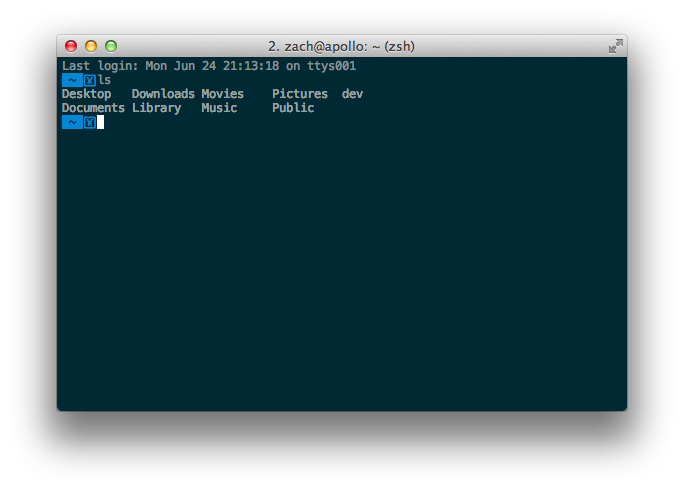 2. zach@apollo: ~ (zsh)
Last login: Mon Jun 24 21:13:18 on ttys001
~ ls
Desktop Downloads Movies Pictures dev
Documents Library Music Public
~